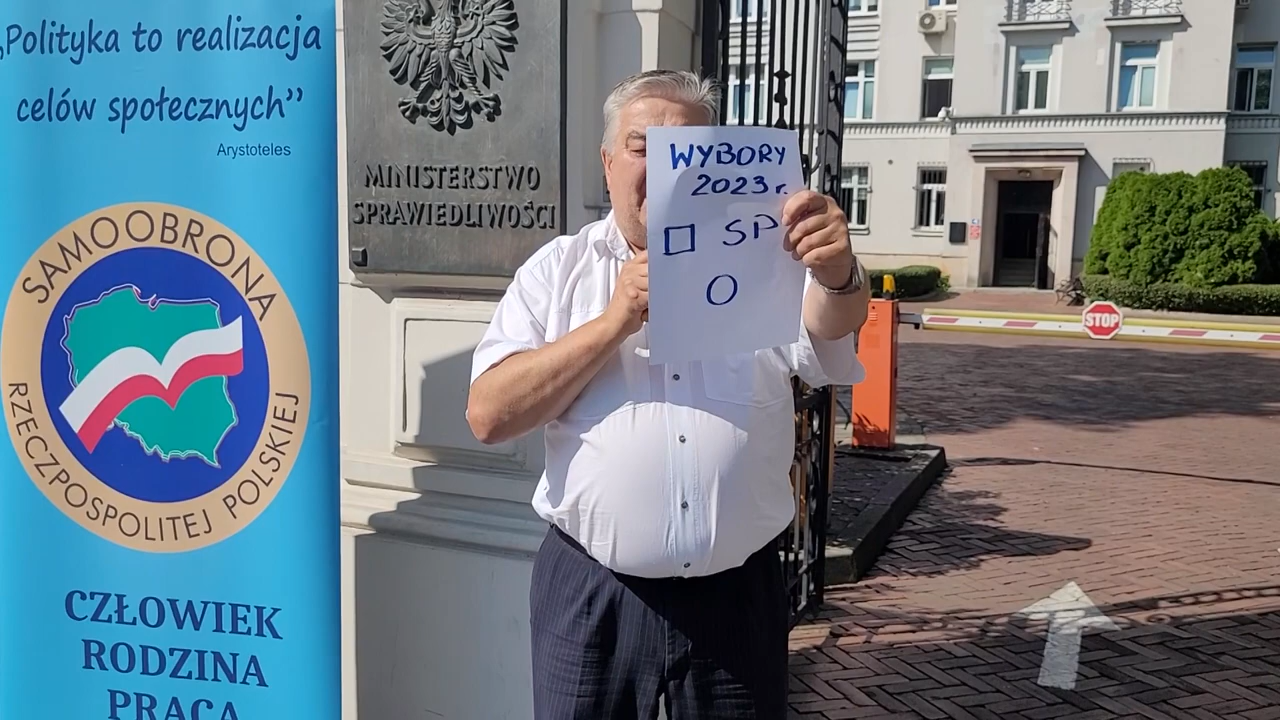 „Polityka to realizacja
celów społecznych”
Arystoteles
SAMOOBRONA
RZECZPOSPOLITEJ POLSKIEJ
CZŁOWIEK
RODZINA
PRACA
MINISTERSTWO
SPRAWIEDLIWOŚCI
WYBORY
2023 r.
SP
O
STOP